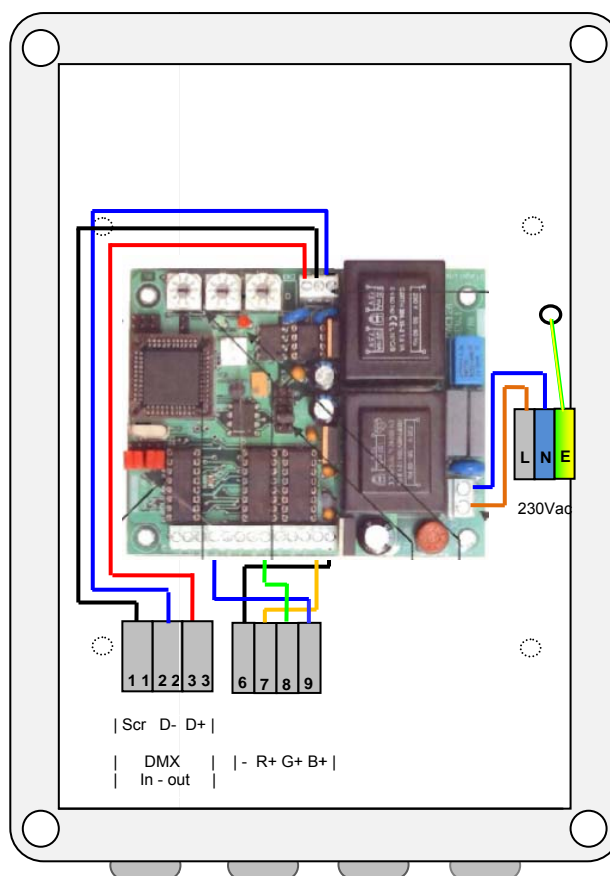 L N E
230Vac
1 1 2 2 3 3
6 7 8 9
| Scr D- D+ |
| DMX | | - R+ G+ B+ |
| In - out |